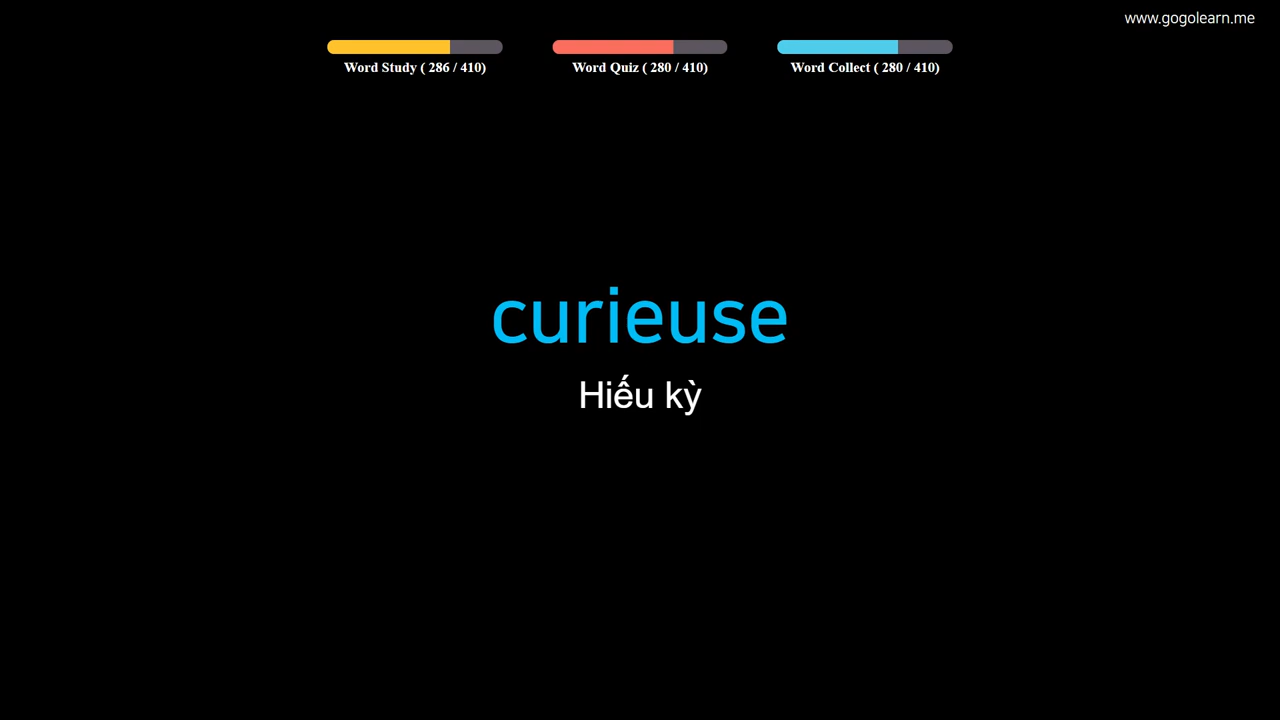 www.gogolearn.me
Word Study ( 286 / 410)
Word Quiz ( 280 / 410)
Word Collect ( 280 / 410)
curieuse
Hiếu kỳ